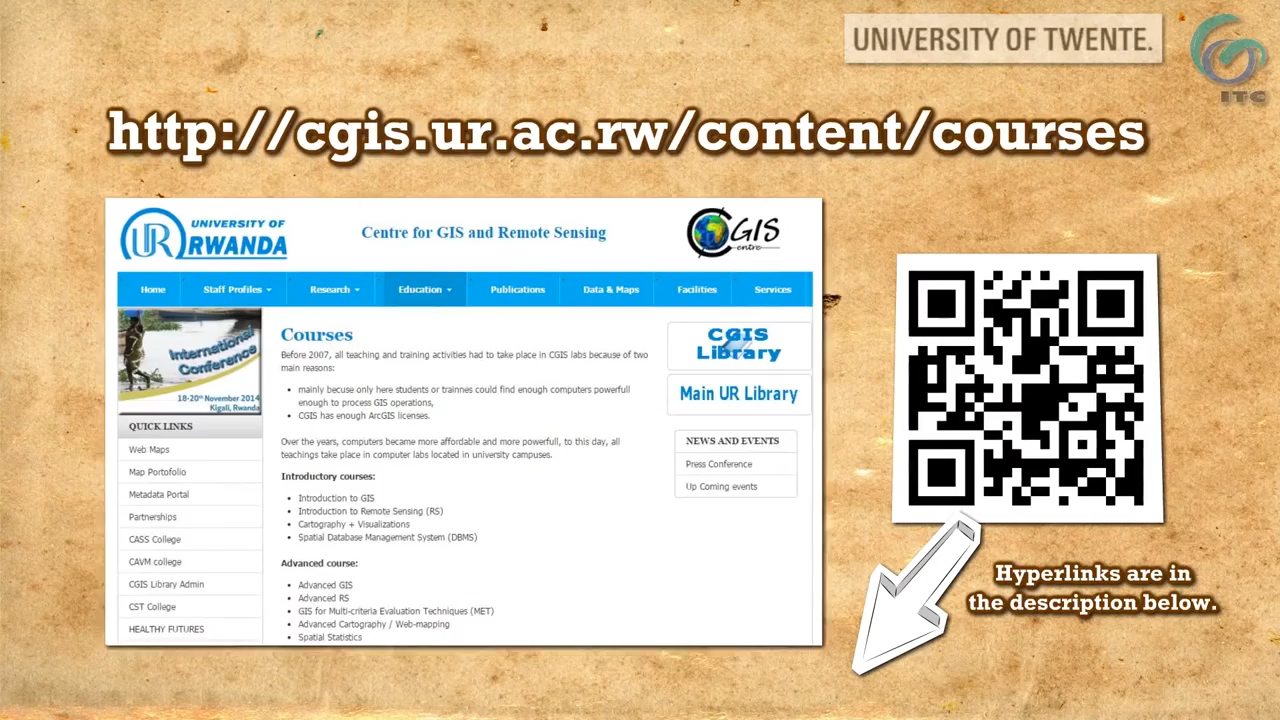 UNIVERSITY OF TWENTE.
ITC
http://cgis.ur.ac.rw/content/courses
UNIVERSITY OF
UR RWANDA
Centre for GIS and Remote Sensing
CGIS
entre
Home Staff Profiles Research Education Publications Data & Maps Facilities Services
International
Conference
18-20th November 2014
Kigali, Rwanda
QUICK LINKS
Web Maps
Map Portofolio
Metadata Portal
Partnerships
CASS College
CAVM college
CGIS Library Admin
CST College
HEALTHY FUTURES
Courses
Before 2007, all teaching and training activities had to take place in CGIS labs because of two
main reasons:
mainly becuse only here students or trainnes could find enough computers powerfull
enough to process GIS operations,
CGIS has enough ArcGIS licenses.
Over the years, computers became more affordable and more powerfull, to this day, all
teachings take place in computer labs located in university campuses.
Introductory courses:
Introduction to GIS
Introduction to Remote Sensing (RS)
Cartography + Visualizations
Spatial Database Management System (DBMS)
Advanced course:
Advanced GIS
Advanced RS
GIS for Multi-criteria Evaluation Techniques (MET)
Advanced Cartography / Web-mapping
Spatial Statistics
CGIS
Library
Main UR Library
NEWS AND EVENTS
Press Conference
Up Coming events
Hyperlinks are in
the description below.